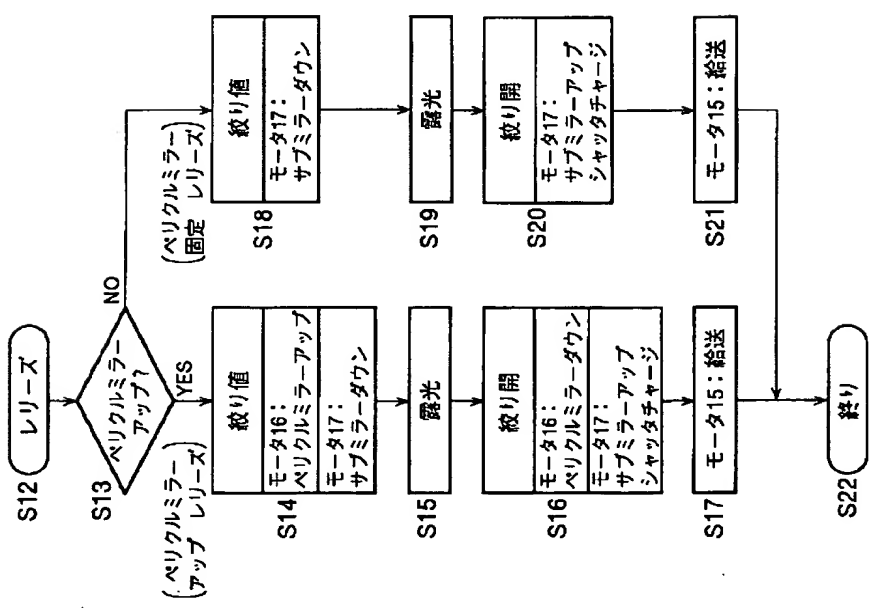 S12
レリーズ
S13
ペリクルミラー
アップ?
NO
YES
(ペリクルミラー
アップ レリーズ)
S14
絞り値
モータ16:
ペリクルミラーアップ
モータ17:
サブミラーダウン
S15
露光
S16
絞り開
モータ16:
ペリクルミラーダウン
モータ17:
サブミラーアップ
シャッタチャージ
S17
モータ15:給送
(ペリクルミラー
固定 レリーズ)
S18
絞り値
モータ17:
サブミラーダウン
S19
露光
S20
絞り開
モータ17:
サブミラーアップ
シャッタチャージ
S21
モータ15:給送
S22
終り